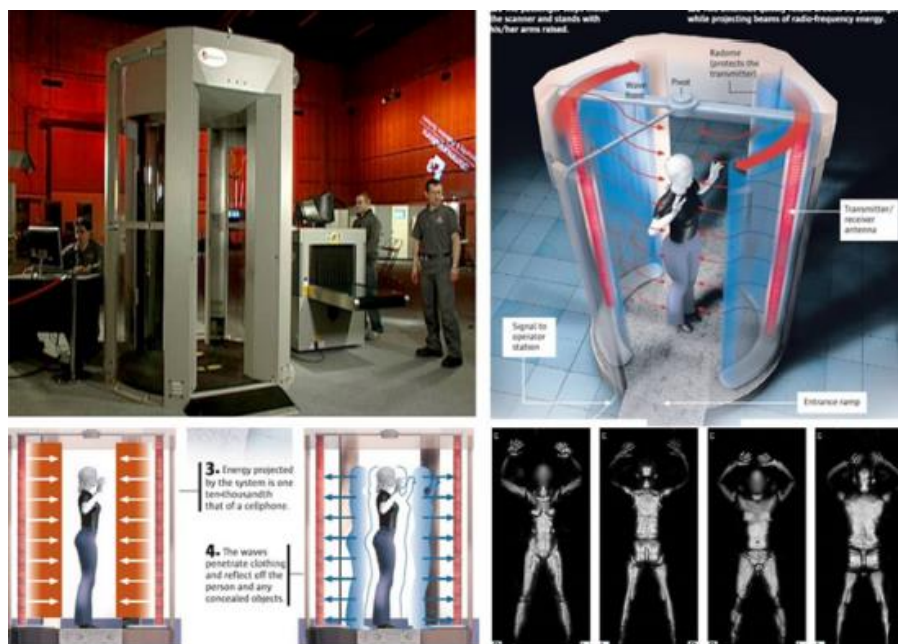 the scanner and stands with
his/her arms raised.
while projecting beams of radio-frequency energy.
Radome
(protects the
transmitter)
Pivot
Wave
front
Transmitter/
receiver
antenna
Signal to
operator
station
Entrance ramp
3. Energy projected
by the system is one
ten-thousandth
that of a cellphone.
4. The waves
penetrate clothing
and reflect off the
person and any
concealed objects.